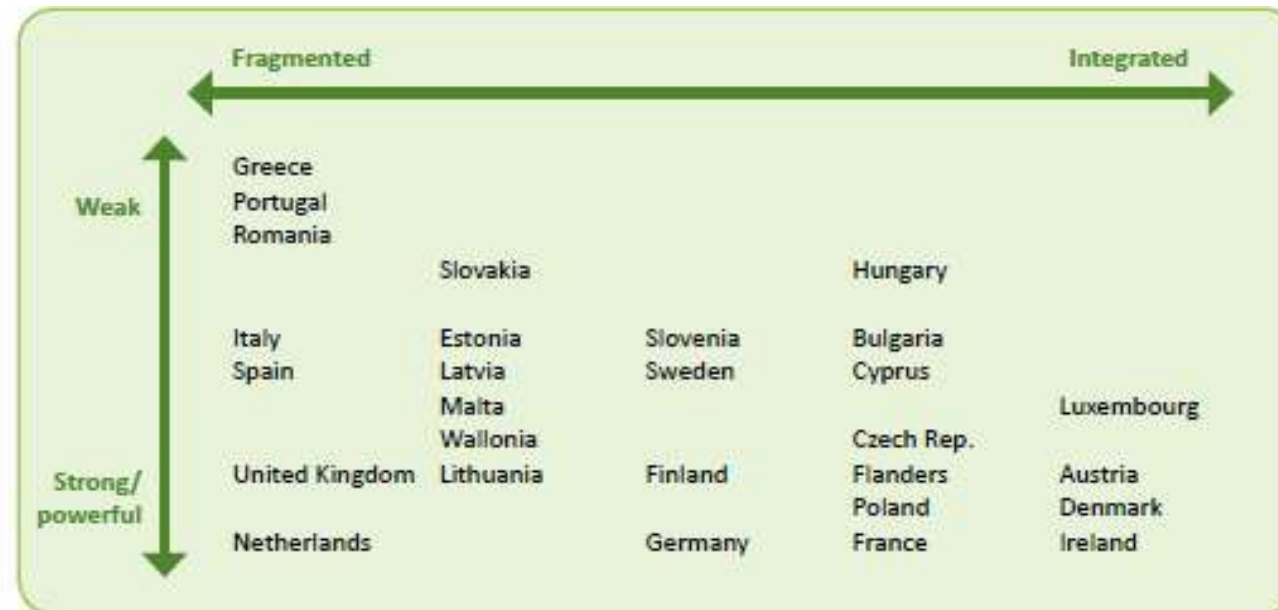 Fragmented Integrated
Greece
Weak Portugal
Romania
Slovakia Hungary
Italy Estonia Slovenia Bulgaria
Spain Latvia Sweden Cyprus
Malta Luxembourg
Wallonia Czech Rep.
Strong/ United Kingdom Lithuania Finland Flanders Austria
powerful Poland Denmark
Netherlands Germany France Ireland